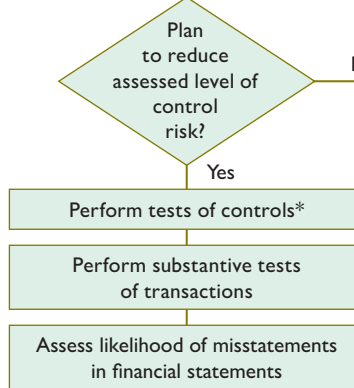 Plan
to reduce
assessed level of
control
risk?
Yes
Perform tests of controls*
Perform substantive tests
of transactions
Assess likelihood of misstatements
in financial statements